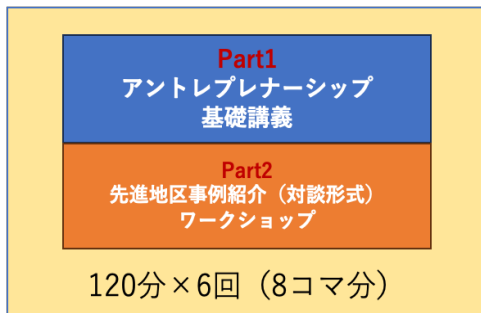 Part1
アントレプレナーシップ
基礎講義
Part2
先進地区事例紹介（対談形式）
ワークショップ
120分×6回（8コマ分）